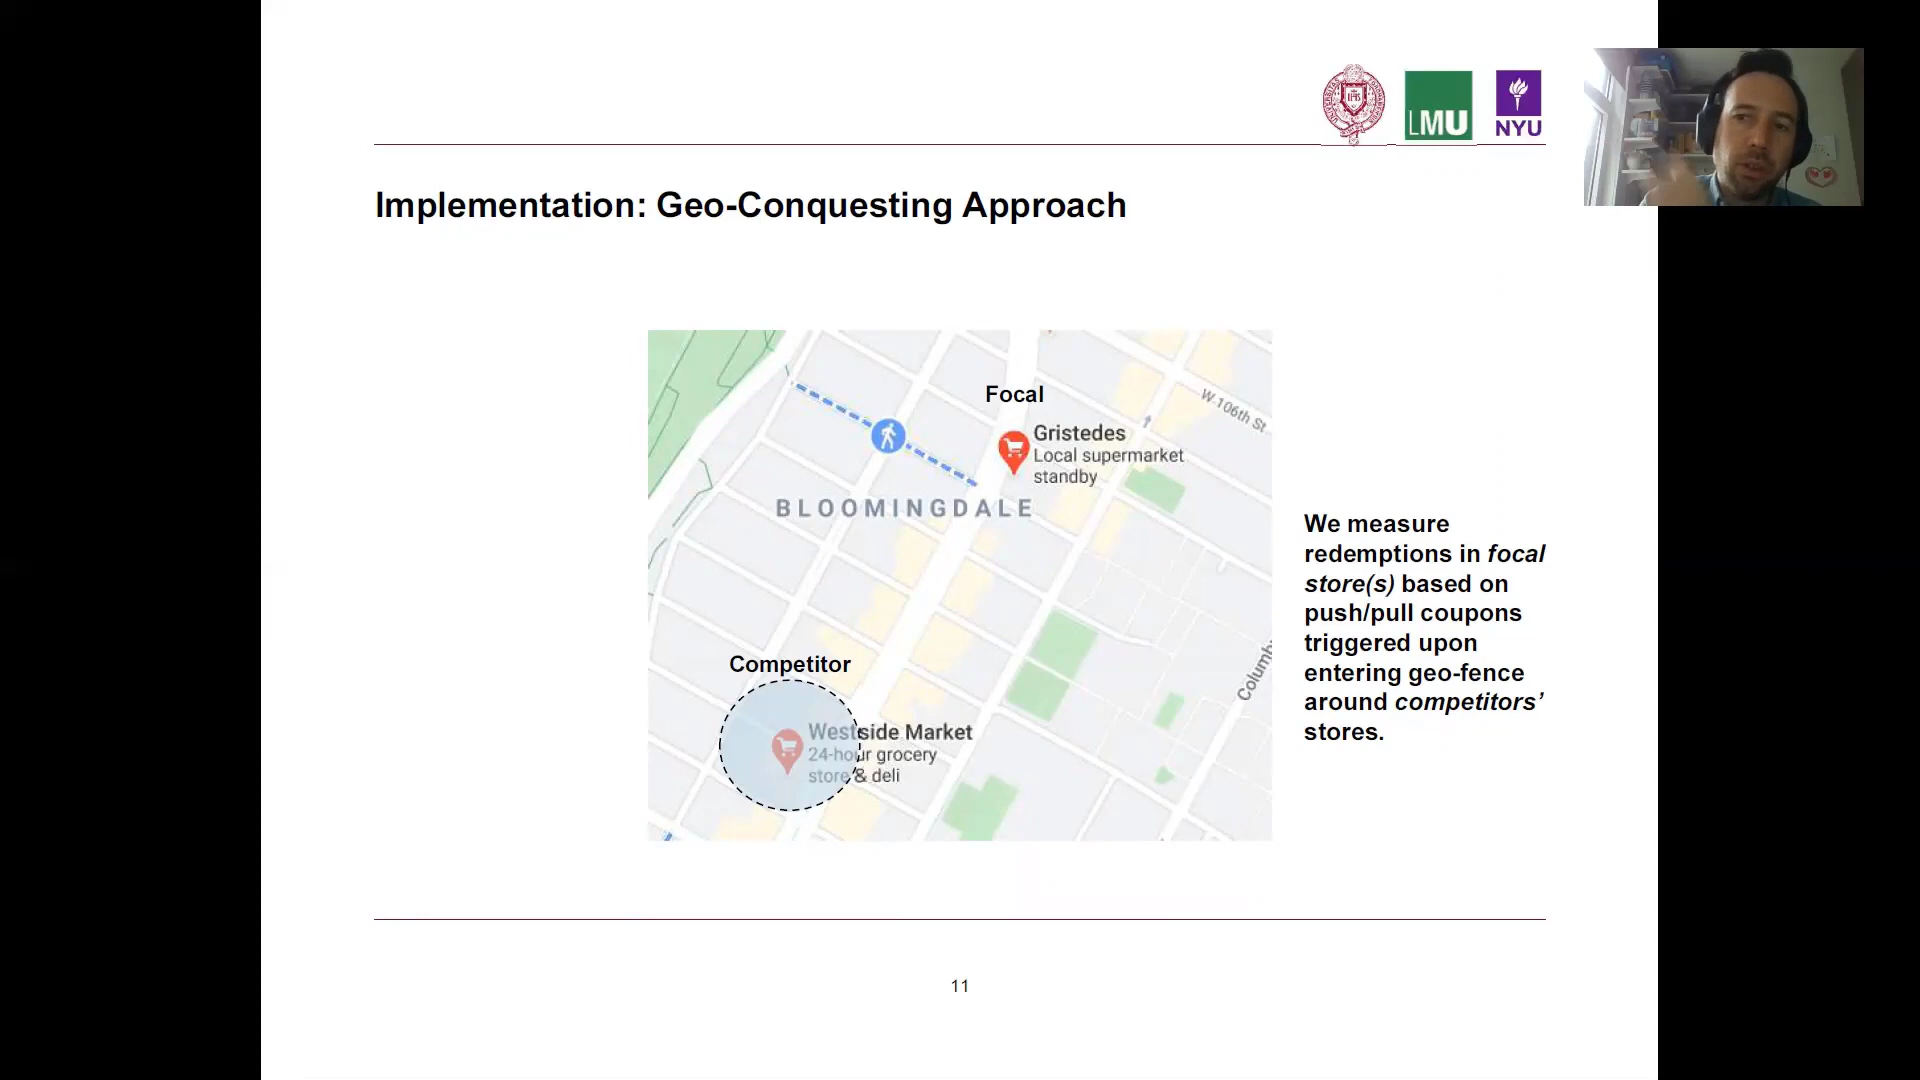 LMU
NYU
Implementation: Geo-Conquesting Approach
Focal
W 106th St
Gristedes
Local supermarket
standby
BLOOMINGDALE
We measure
redemptions in focal
store(s) based on
push/pull coupons
triggered upon
entering geo-fence
around competitors’
stores.
Competitor
Westside Market
24-hour grocery
store & deli
Columb
11